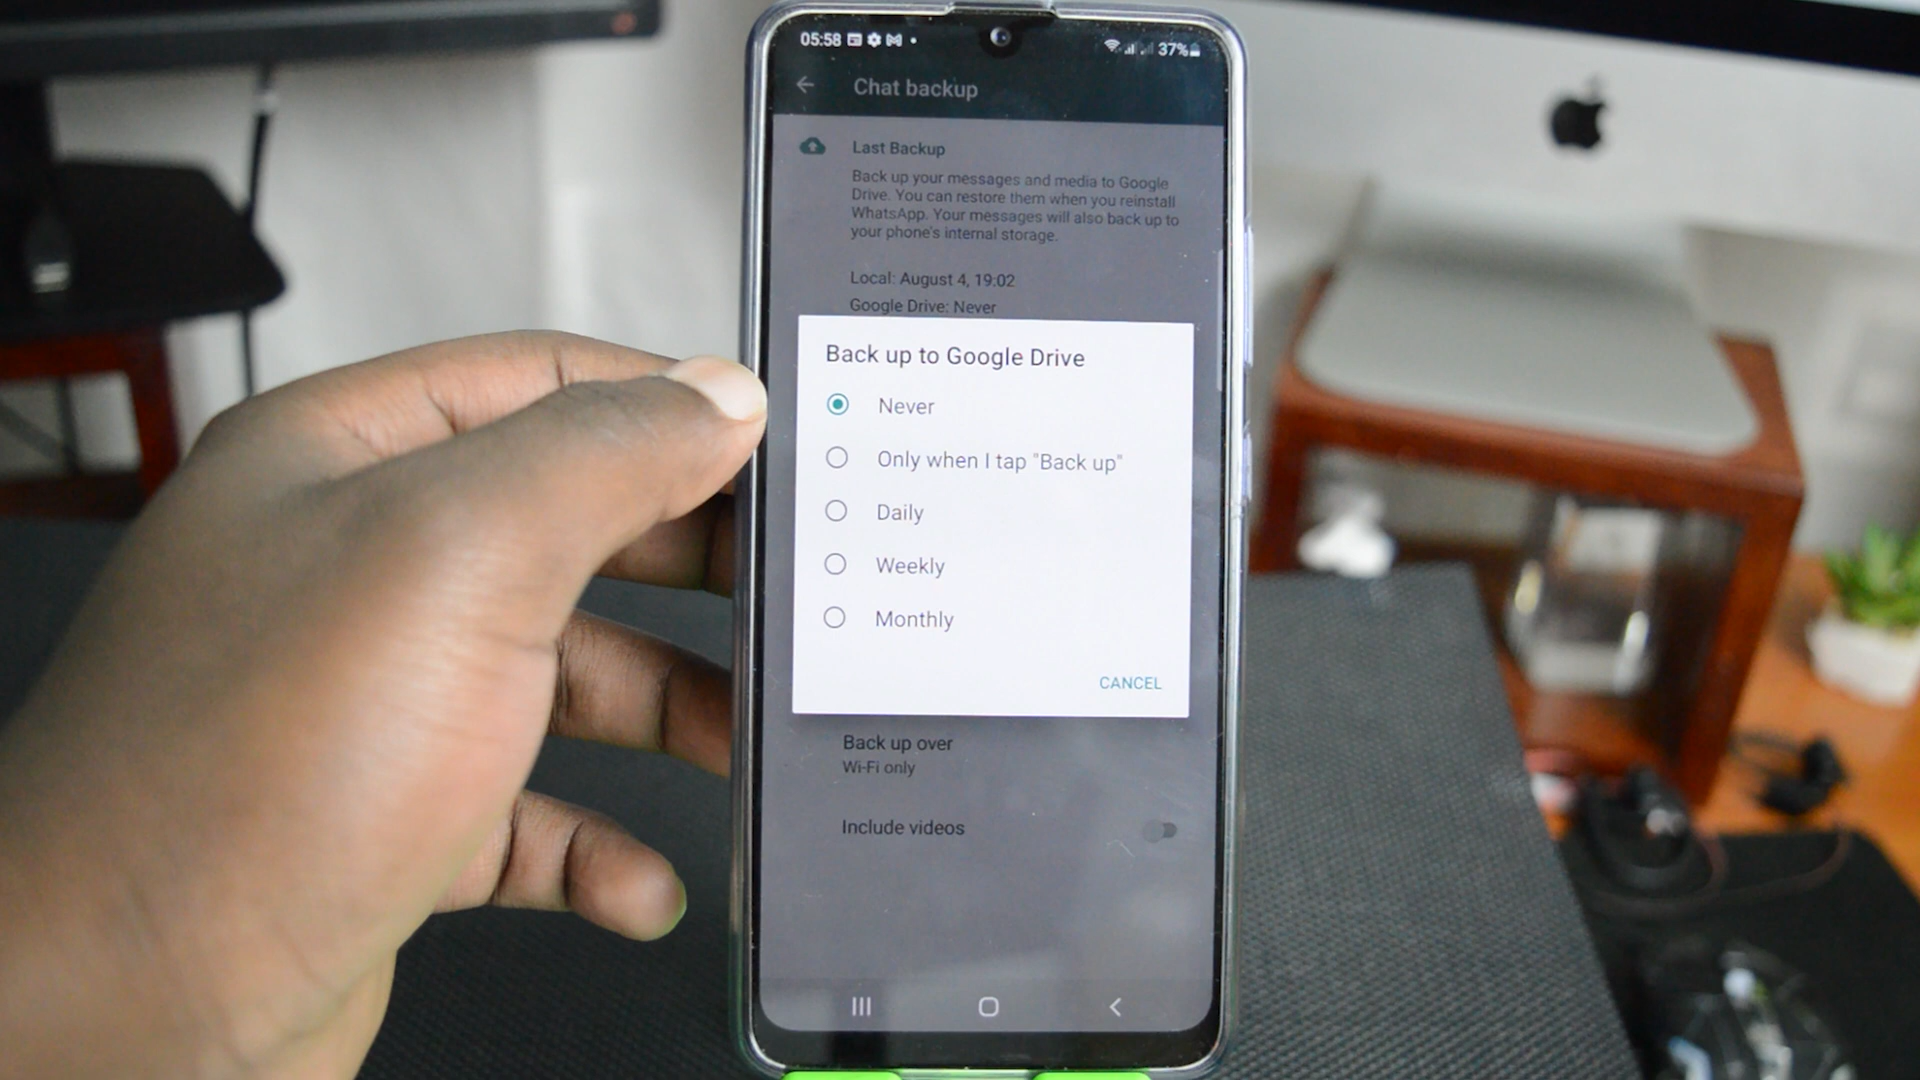 05:58
37%
Chat backup
Last Backup
Back up your messages and media to Google
Drive. You can restore them when you reinstall
WhatsApp. Your messages will also back up to
your phone's internal storage.
Local: August 4, 19:02
Google Drive: Never
Back up to Google Drive
Never
Only when I tap "Back up"
Daily
Weekly
Monthly
CANCEL
Back up over
Wi-Fi only
Include videos